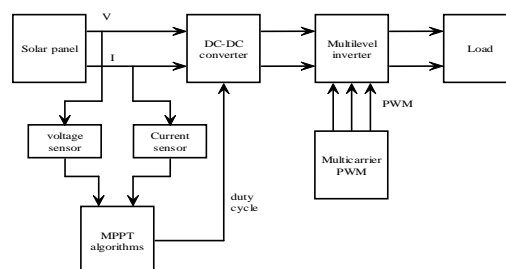 V
Solar panel
I
DC-DC
converter
Multilevel
inverter
Load
PWM
voltage
sensor
Current
sensor
Multicarrier
PWM
duty
cycle
MPPT
algorithms